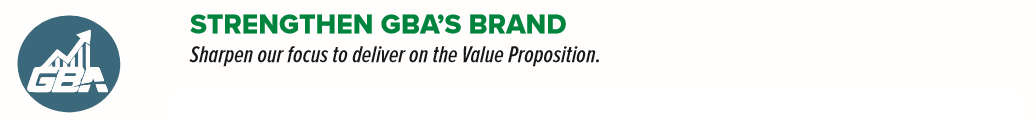 GBA
STRENGTHEN GBA’S BRAND
Sharpen our focus to deliver on the Value Proposition.